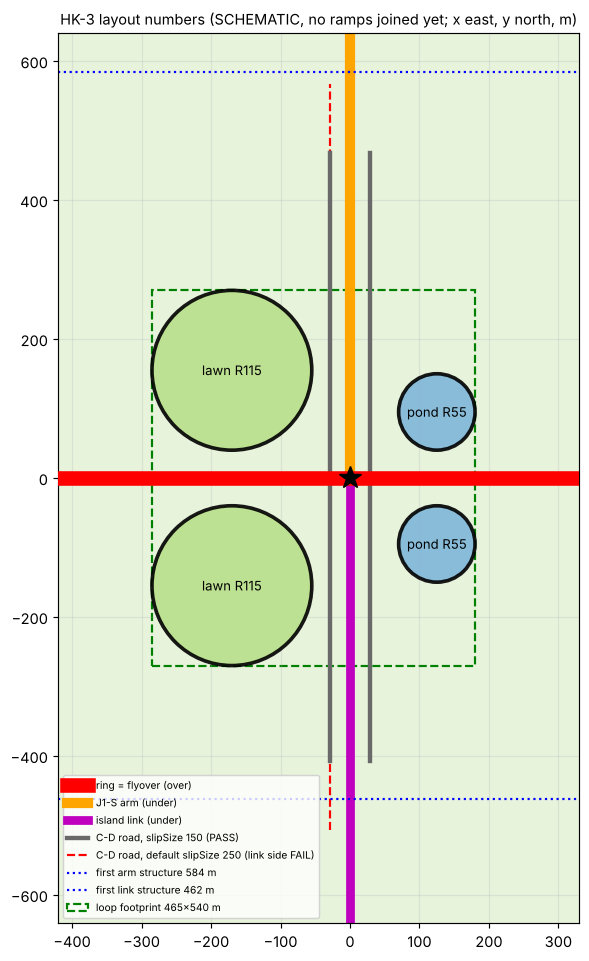 HK-3 layout numbers (SCHEMATIC, no ramps joined yet; x east, y north, m)
600
400
200
0
−200
−400
−600
lawn R115
pond R55
lawn R115
pond R55
ring = flyover (over)
J1-S arm (under)
island link (under)
C-D road, slipSize 150 (PASS)
C-D road, default slipSize 250 (link side FAIL)
first arm structure 584 m
first link structure 462 m
loop footprint 465×540 m
−400 −300 −200 −100 0 100 200 300